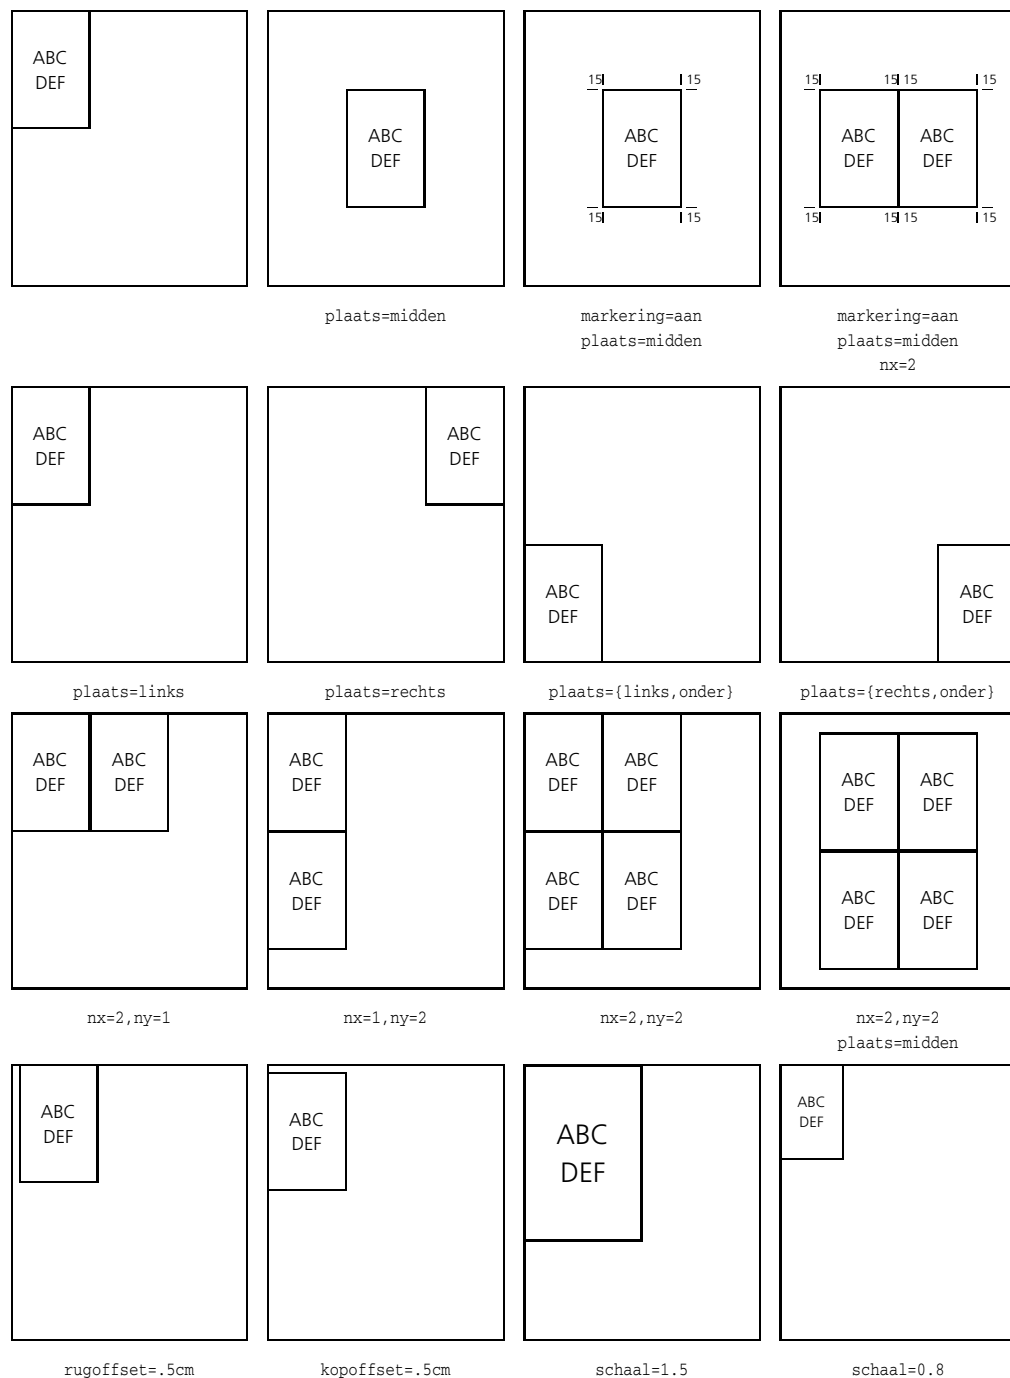 ABC
DEF
ABC
DEF
plaats=midden
15 15
ABC
DEF
15 15
markering=aan
plaats=midden
15 15 15 15
ABC ABC
DEF DEF
15 15 15 15
markering=aan
plaats=midden
nx=2
ABC
DEF
plaats=links
ABC
DEF
plaats=rechts
ABC
DEF
plaats={links,onder}
ABC
DEF
plaats={rechts,onder}
ABC ABC
DEF DEF
nx=2,ny=1
ABC
DEF
ABC
DEF
nx=1,ny=2
ABC ABC
DEF DEF
ABC ABC
DEF DEF
nx=2,ny=2
ABC ABC
DEF DEF
ABC ABC
DEF DEF
nx=2,ny=2
plaats=midden
ABC
DEF
rugoffset=.5cm
ABC
DEF
kopoffset=.5cm
ABC
DEF
schaal=1.5
ABC
DEF
schaal=0.8